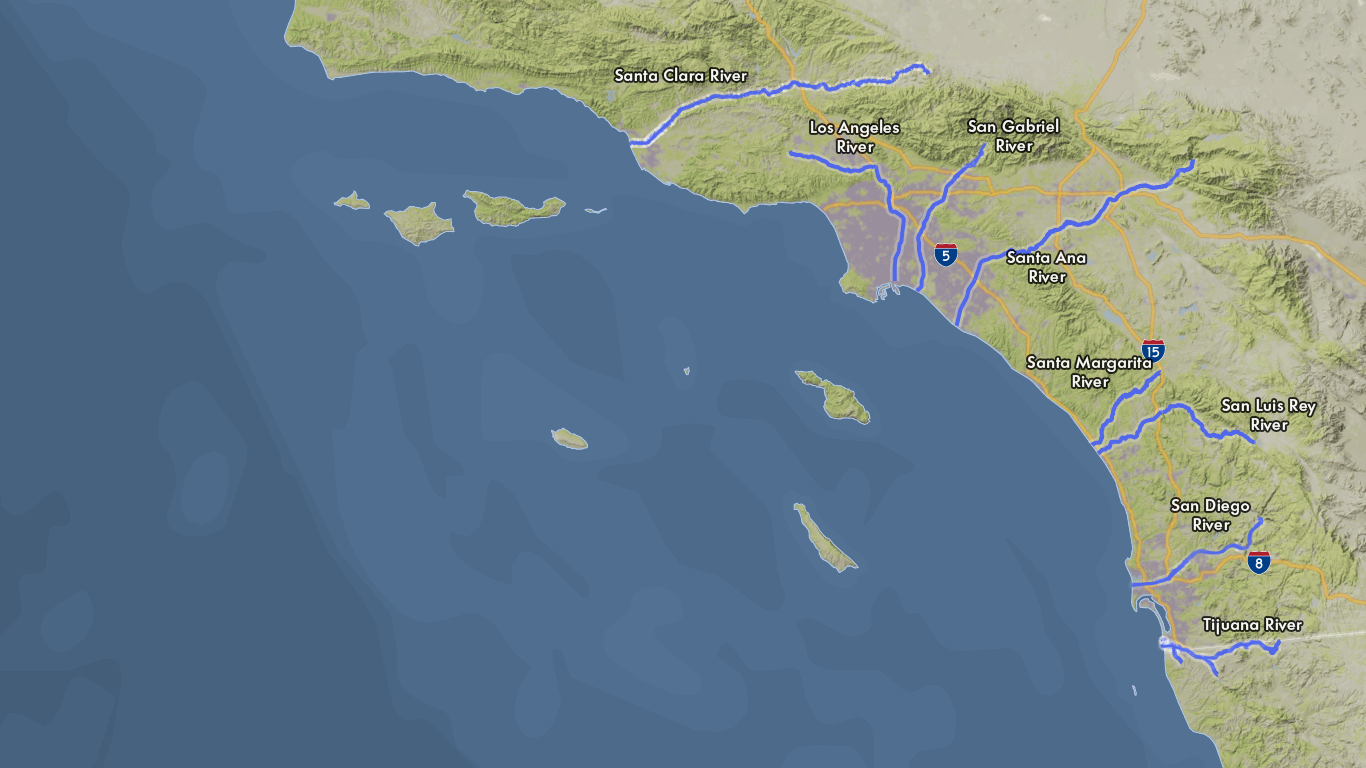 Santa Clara River
Los Angeles
River
San Gabriel
River
5
Santa Ana
River
15
Santa Margarita
River
San Luis Rey
River
San Diego
River
8
Tijuana River